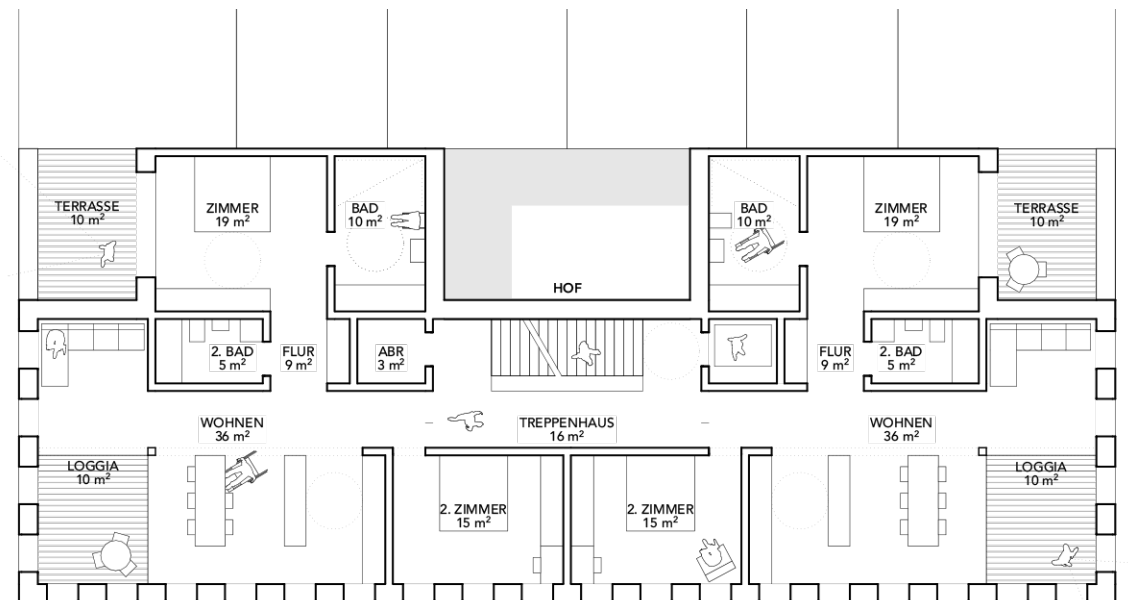 TERRASSE
10 m²
ZIMMER
19 m²
BAD
10 m²
BAD
10 m²
ZIMMER
19 m²
TERRASSE
10 m²
HOF
2. BAD
5 m²
FLUR
9 m²
ABR
3 m²
FLUR
9 m²
2. BAD
5 m²
WOHNEN
36 m²
TREPPENHAUS
16 m²
WOHNEN
36 m²
LOGGIA
10 m²
LOGGIA
10 m²
2. ZIMMER
15 m²
2. ZIMMER
15 m²